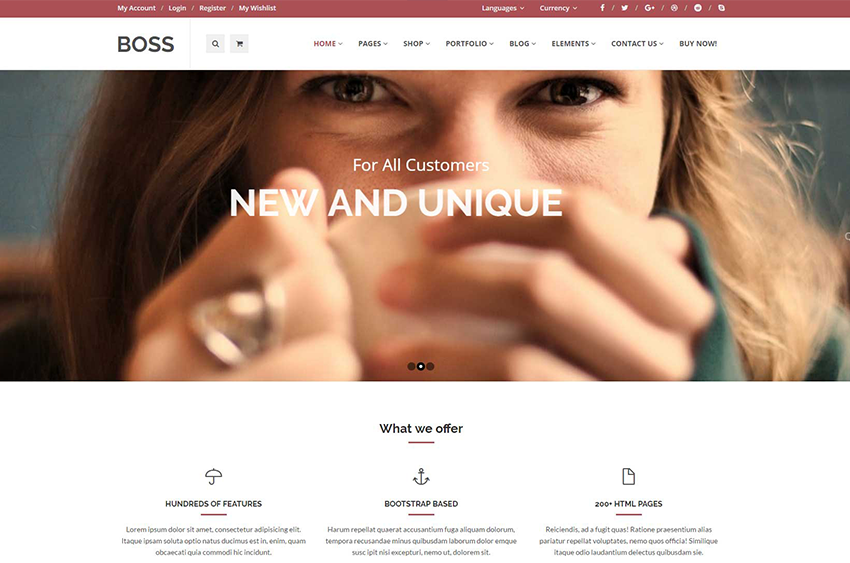 My Account / Login / Register / My Wishlist Languages Currency / / / / /
BOSS HOME PAGES SHOP PORTFOLIO BLOG ELEMENTS CONTACT US BUY NOW!
For All Customers
NEW AND UNIQUE
What we offer
HUNDREDS OF FEATURES
Lorem ipsum dolor sit amet, consectetur adipisicing elit.
Itaque ipsam soluta optio natus ducimus est in, enim, quam
obcaecati quia commodi hic incidunt.
BOOTSTRAP BASED
Harum repellat quaerat accusantium fuga aliquam dolorum,
tempora recusandae minus quibusdam laborum dolor emque
susc ipit nisi excepturi, nemo ut, dolorem sit.
200+ HTML PAGES
Reiciendis, ad a fugit quas! Ratione praesentium alias
pariatur repellat voluptates, nemo quos officia! Similique
itaque odio laudantium delectus quibusdam sie.